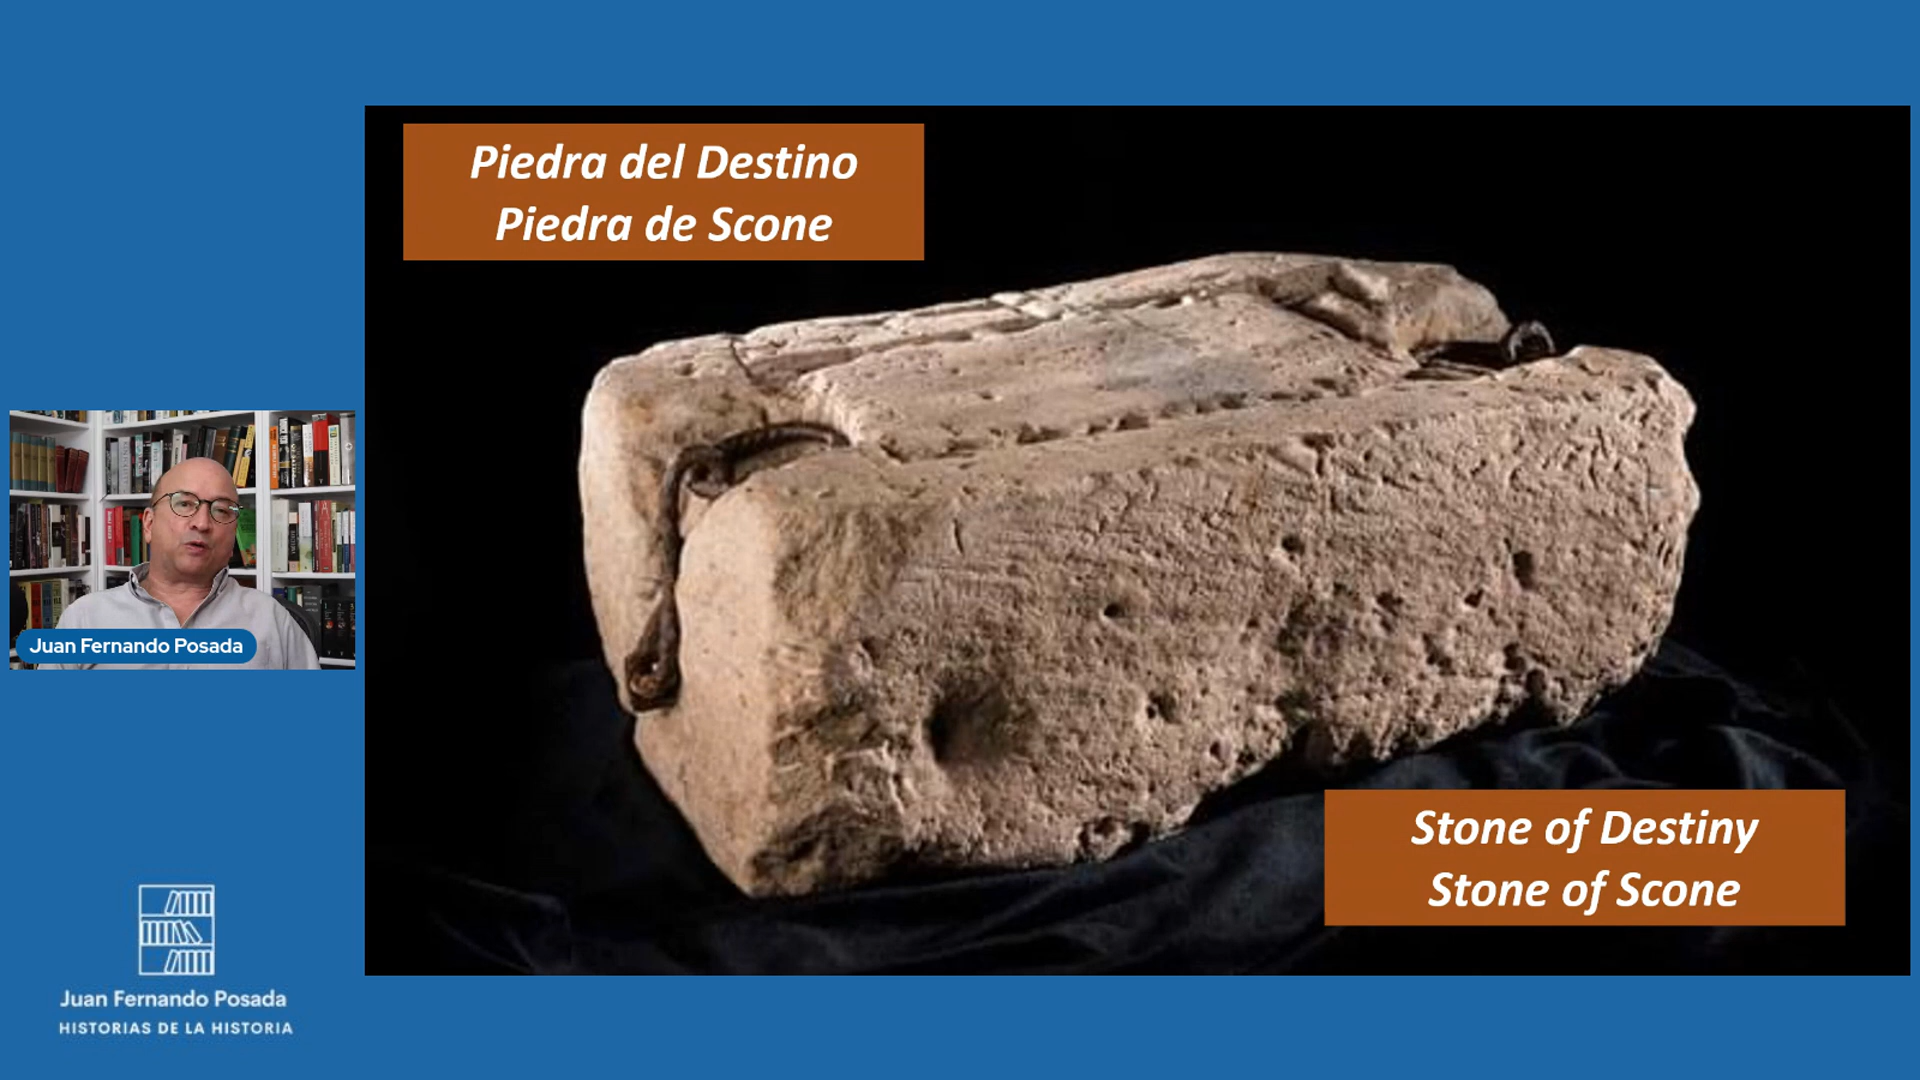 Piedra del Destino
Piedra de Scone
Juan Fernando Posada
Stone of Destiny
Stone of Scone
Juan Fernando Posada
HISTORIAS DE LA HISTORIA